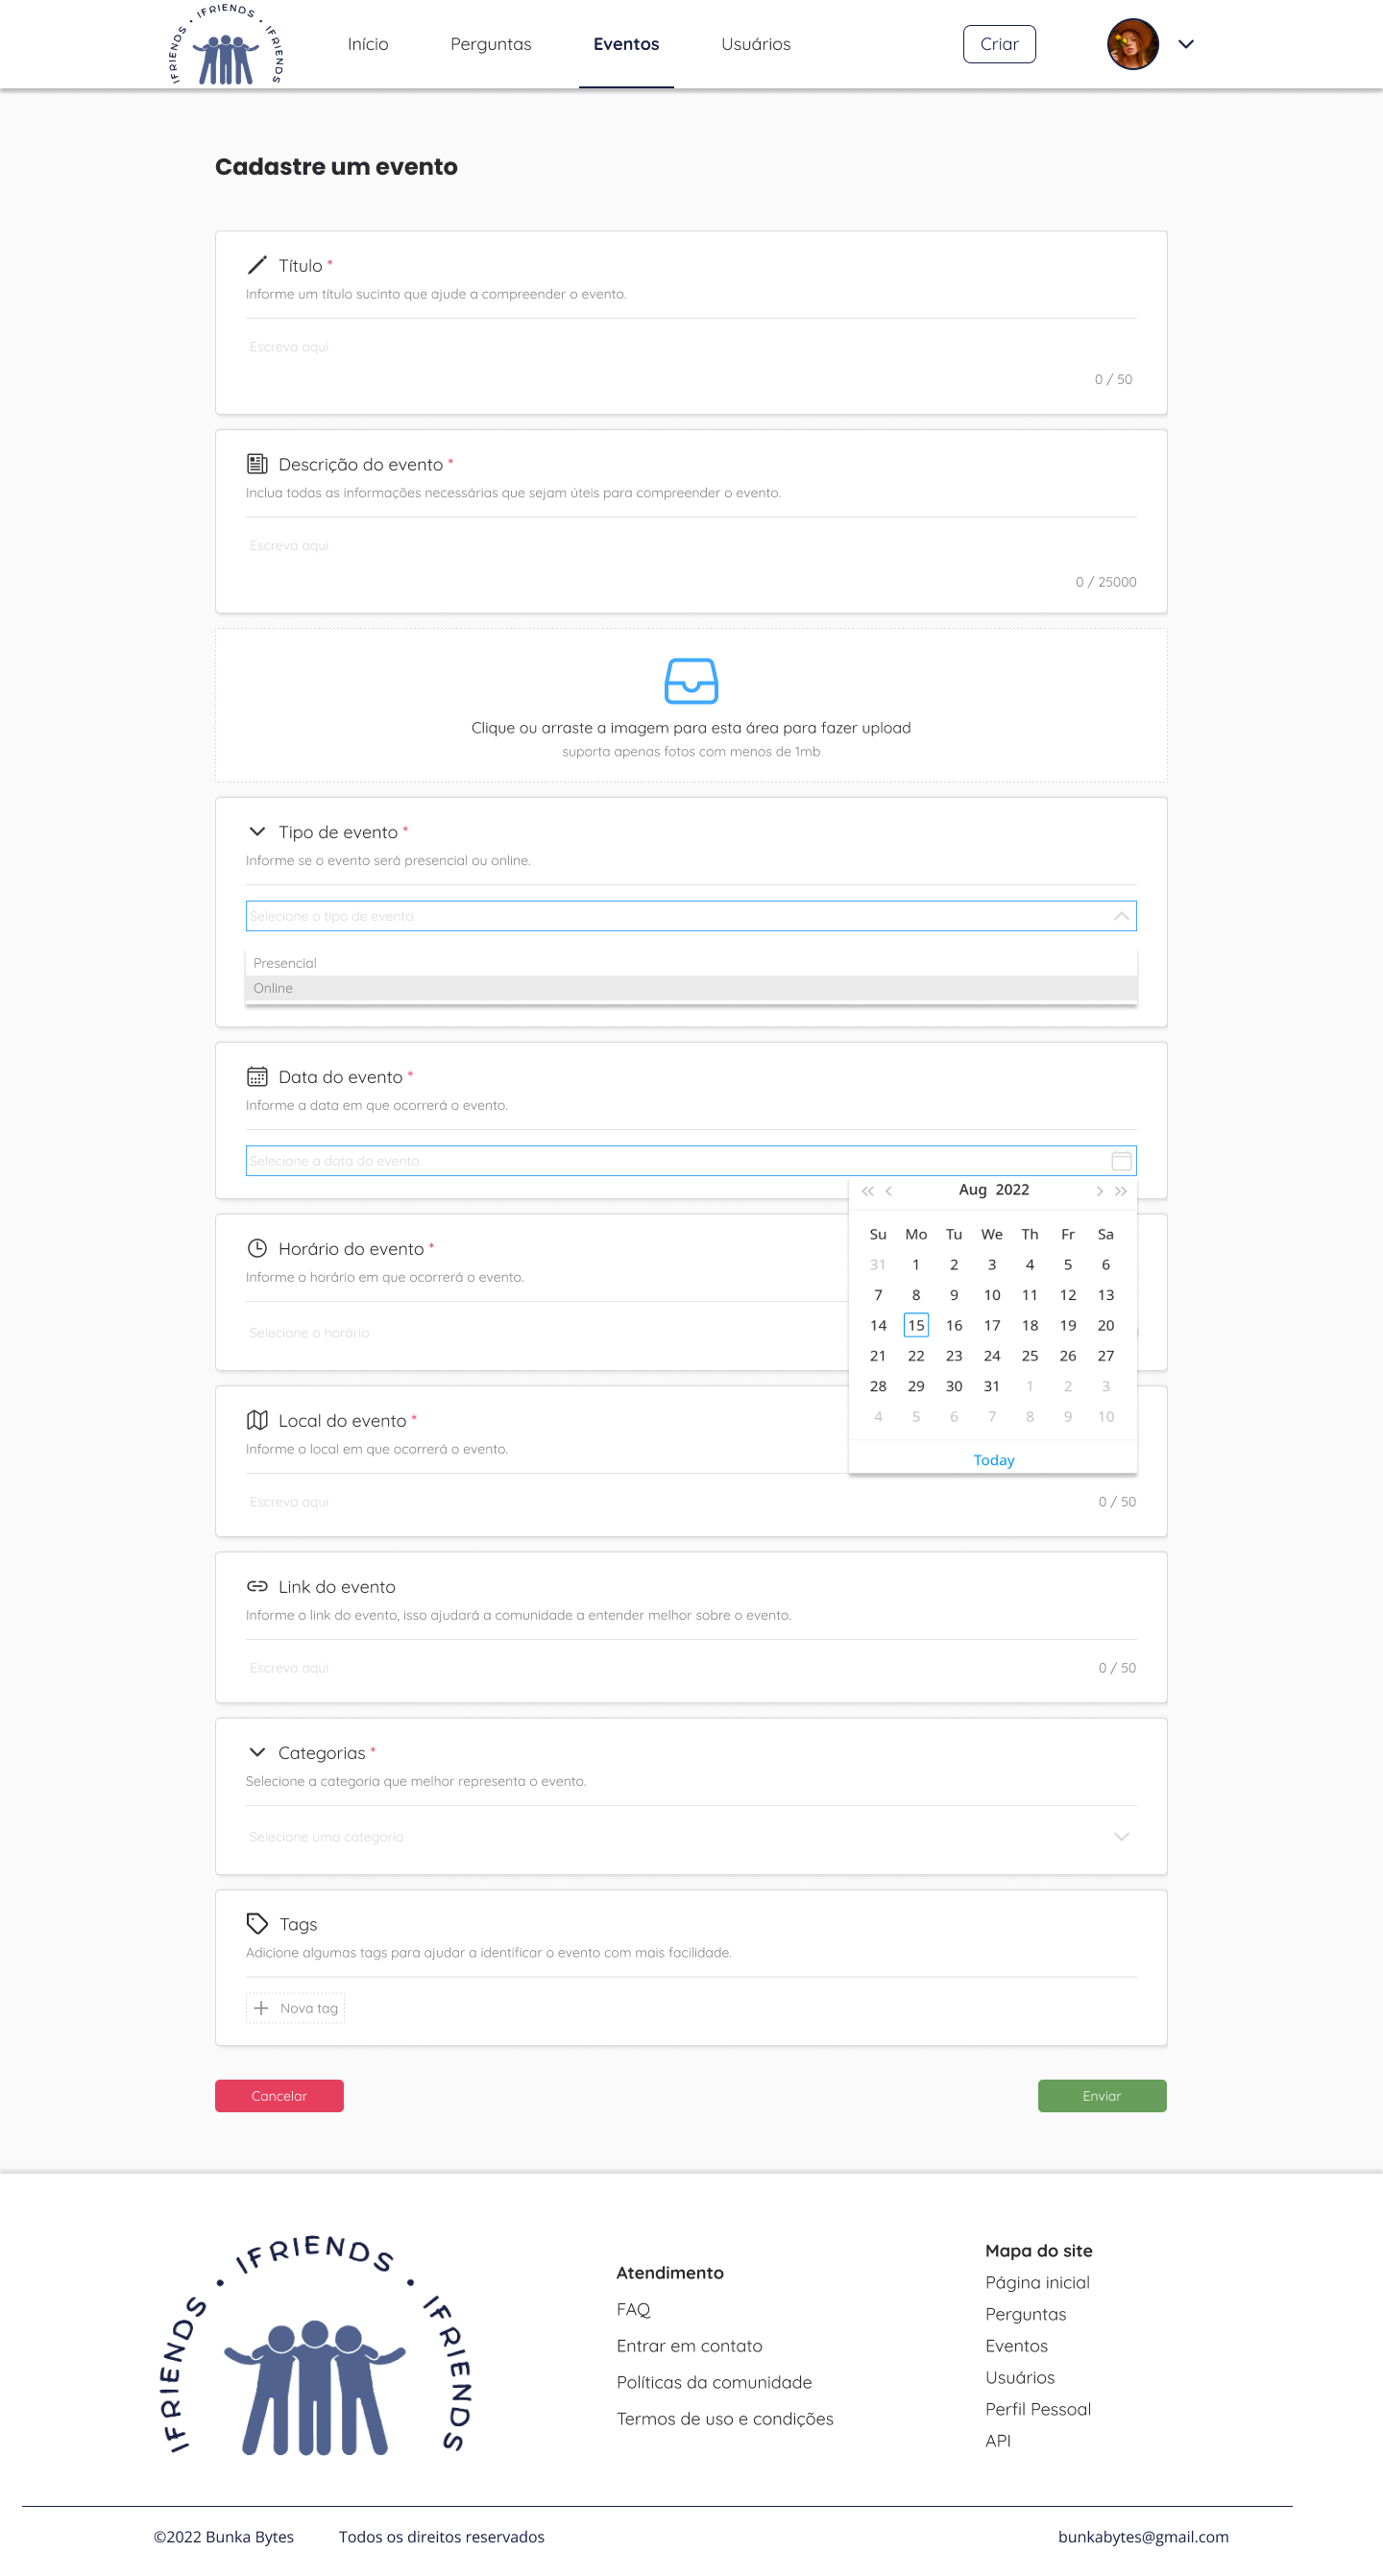 IFRIENDS • IFRIENDS • IFRIENDS
Início Perguntas Eventos Usuários Criar
Cadastre um evento
Título *
Informe um título sucinto que ajude a compreender o evento.
Escreva aqui
0 / 50
Descrição do evento *
Inclua todas as informações necessárias que sejam úteis para compreender o evento.
Escreva aqui
0 / 25000
Clique ou arraste a imagem para esta área para fazer upload
suporta apenas fotos com menos de 1mb
Tipo de evento *
Informe se o evento será presencial ou online.
Selecione o tipo de evento.
Presencial
Online
Data do evento *
Informe a data em que ocorrerá o evento.
Selecione a data do evento.
Aug 2022
Su Mo Tu We Th Fr Sa
31 1 2 3 4 5 6
7 8 9 10 11 12 13
14 15 16 17 18 19 20
21 22 23 24 25 26 27
28 29 30 31 1 2 3
4 5 6 7 8 9 10
Today
Horário do evento *
Informe o horário em que ocorrerá o evento.
Selecione o horário
Local do evento *
Informe o local em que ocorrerá o evento.
Escreva aqui 0 / 50
Link do evento
Informe o link do evento, isso ajudará a comunidade a entender melhor sobre o evento.
Escreva aqui 0 / 50
Categorias *
Selecione a categoria que melhor representa o evento.
Selecione uma categoria
Tags
Adicione algumas tags para ajudar a identificar o evento com mais facilidade.
Nova tag
Cancelar Enviar
IFRIENDS • IFRIENDS • IFRIENDS
Atendimento
FAQ
Entrar em contato
Políticas da comunidade
Termos de uso e condições
Mapa do site
Página inicial
Perguntas
Eventos
Usuários
Perfil Pessoal
API
©2022 Bunka Bytes Todos os direitos reservados bunkabytes@gmail.com